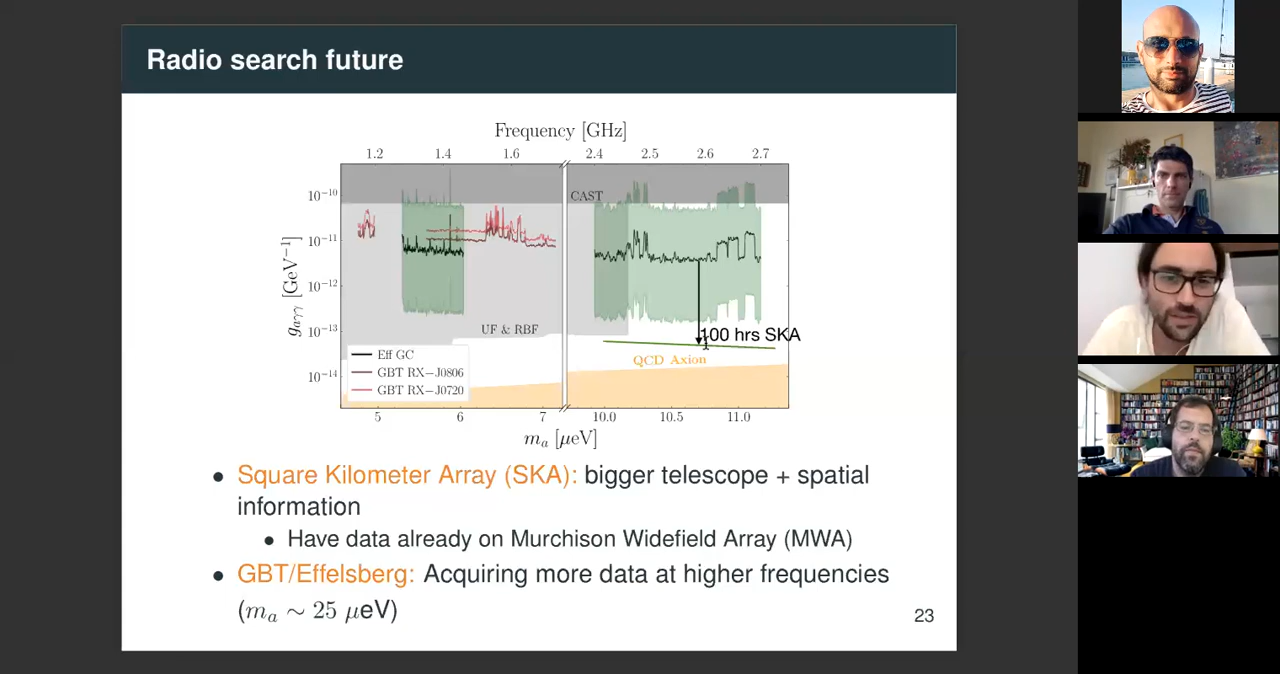 Radio search future
Frequency [GHz]
1.2 1.4 1.6 2.4 2.5 2.6 2.7
10⁻¹⁰
10⁻¹¹
10⁻¹²
10⁻¹³
10⁻¹⁴
g_{aγγ} [GeV⁻¹]
CAST
UF & RBF
100 hrs SKA
QCD Axion
Eff GC
GBT RX−J0806
GBT RX−J0720
5 6 7 10.0 10.5 11.0
mₐ [μeV]
• Square Kilometer Array (SKA): bigger telescope + spatial
information
• Have data already on Murchison Widefield Array (MWA)
• GBT/Effelsberg: Acquiring more data at higher frequencies
(mₐ ∼ 25 μeV)
23